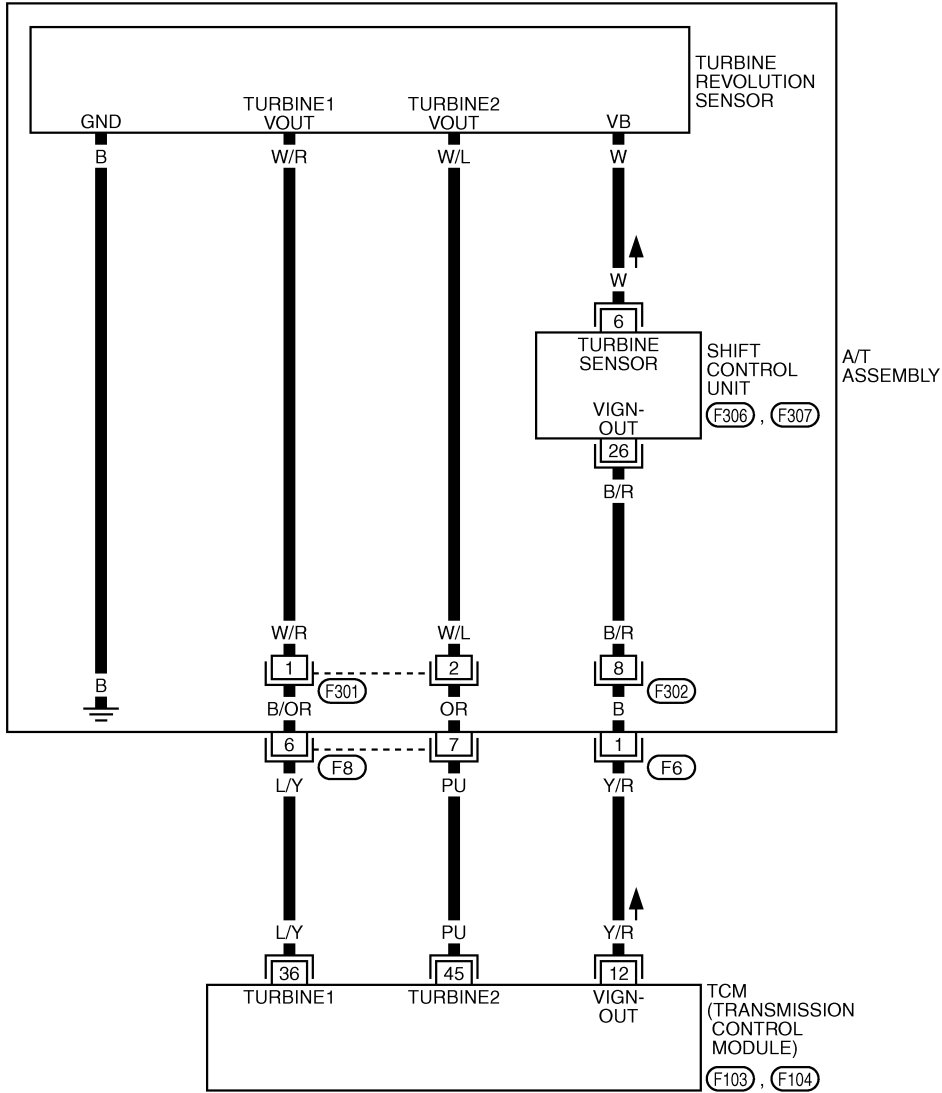 TURBINE
REVOLUTION
SENSOR
GND
TURBINE1
VOUT
TURBINE2
VOUT
VB
B
W/R
W/L
W
W
6
TURBINE
SENSOR
SHIFT
CONTROL
UNIT
F306 , F307
A/T
ASSEMBLY
VIGN-
OUT
26
B/R
W/R
W/L
B/R
1
2
8
F301
F302
B
B/OR
OR
B
6
7
1
F8
F6
L/Y
PU
Y/R
L/Y
PU
Y/R
36
45
12
TURBINE1
TURBINE2
VIGN-
OUT
TCM
(TRANSMISSION
CONTROL
MODULE)
F103 , F104